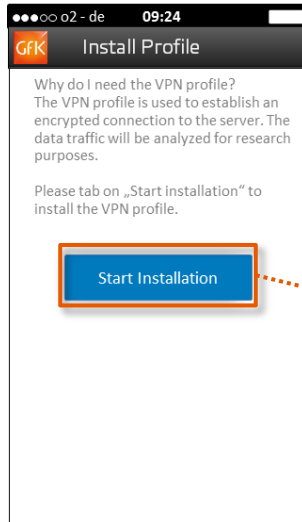 o2 - de 09:24
GfK Install Profile
Why do I need the VPN profile?
The VPN profile is used to establish an
encrypted connection to the server. The
data traffic will be analyzed for research
purposes.
Please tab on „Start installation“ to
install the VPN profile.
Start Installation